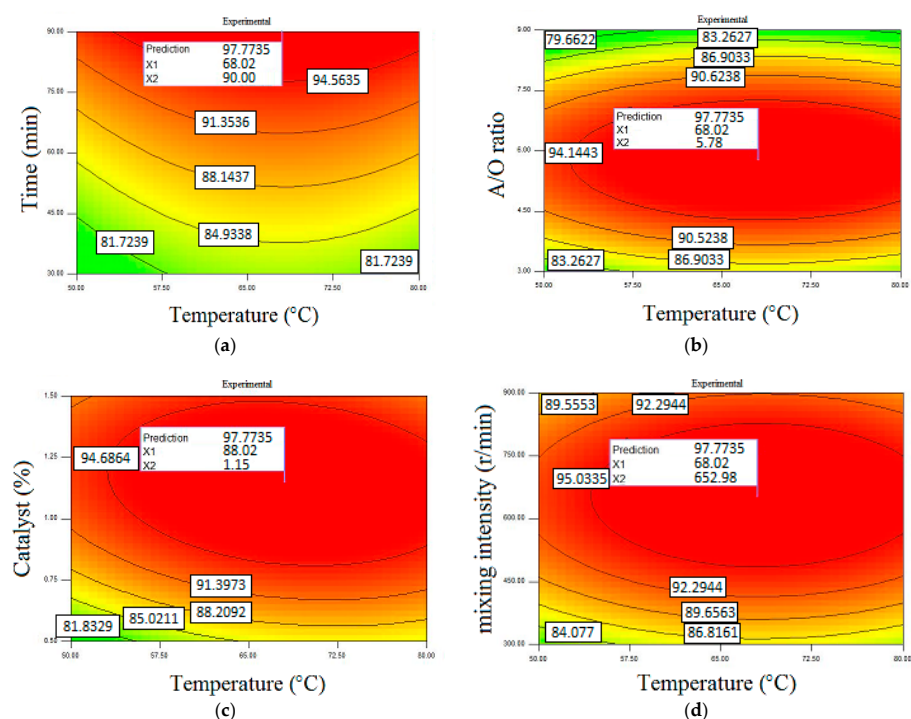 Experimental
90.00
Prediction 97.7735
X1 68.02
X2 90.00
94.5635
75.00
91.3536
60.00
88.1437
45.00
84.9338
81.7239
81.7239
30.00
50.00 57.50 65.00 72.50 80.00
Time (min)
Temperature (°C)
(a)
Experimental
9.00
79.6622
83.2627
86.9033
90.6238
7.50
Prediction 97.7735
X1 68.02
X2 5.78
6.00
94.1443
4.50
90.5238
83.2627
86.9033
3.00
50.00 57.50 65.00 72.50 80.00
A/O ratio
Temperature (°C)
(b)
Experimental
1.50
Prediction 97.7735
X1 88.02
X2 1.15
94.6864
1.25
1.00
0.75
91.3973
88.2092
85.0211
81.8329
0.50
90.00 57.50 65.00 72.50 80.00
Catalyst (%)
Temperature (°C)
(c)
Experimental
900.00
89.5553
92.2944
Prediction 97.7735
X1 68.02
X2 652.98
750.00
95.0335
600.00
450.00
92.2944
89.6563
84.077
86.8161
300.00
50.00 57.50 65.00 72.50 80.00
mixing intensity (r/min)
Temperature (°C)
(d)